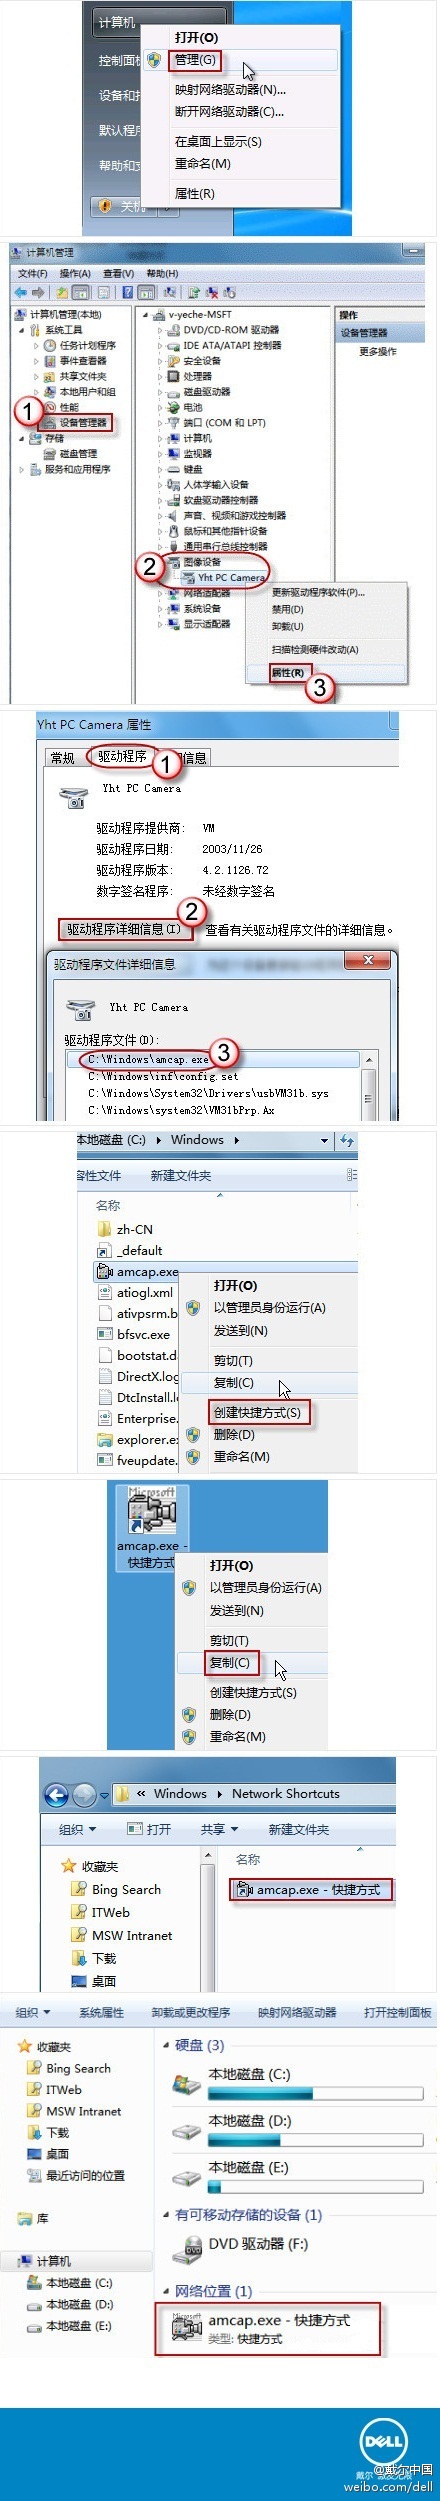 计算机
打开(O)
控制面
管理(G)
映射网络驱动器(N)...
设备和
断开网络驱动器(C)...
默认程
在桌面上显示(S)
帮助和
重命名(M)
属性(R)
关机
计算机管理
文件(F) 操作(A) 查看(V) 帮助(H)
计算机管理(本地)
系统工具
任务计划程序
事件查看器
共享文件夹
本地用户和组
性能
1
设备管理器
存储
磁盘管理
服务和应用程序
v-yeche-MSFT
DVD/CD-ROM 驱动器
IDE ATA/ATAPI 控制器
安全设备
处理器
磁盘驱动器
电池
端口 (COM 和 LPT)
计算机
监视器
键盘
人体学输入设备
软盘驱动器控制器
声音、视频和游戏控制器
鼠标和其他指针设备
通用串行总线控制器
2
图像设备
Yht PC Camera
网络适配器
系统设备
显示适配器
操作
设备管理器
更多操作
更新驱动程序软件(P)...
禁用(D)
卸载(U)
扫描检测硬件改动(A)
属性(R)
3
Yht PC Camera 属性
常规 驱动程序 1 信息
Yht PC Camera
驱动程序提供商: VM
驱动程序日期: 2003/11/26
驱动程序版本: 4.2.1126.72
数字签名程序: 未经数字签名
2
驱动程序详细信息(I) 查看有关驱动程序文件的详细信息。
驱动程序文件详细信息
Yht PC Camera
驱动程序文件(D):
C:\Windows\amcap.exe 3
C:\Windows\inf\config.set
C:\Windows\System32\Drivers\usbVM31b.sys
C:\Windows\system32\VM31bPrp.Ax
本地磁盘 (C:) Windows
容性文件 新建文件夹
名称
zh-CN
_default
amcap.exe
atiogl.xml
ativpsrm.b
bfsvc.exe
bootstat.da
DirectX.log
DtcInstall.lo
Enterprise.
explorer.ex
fveupdate.
打开(O)
以管理员身份运行(A)
发送到(N)
剪切(T)
复制(C)
创建快捷方式(S)
删除(D)
重命名(M)
Microsoft
amcap.exe -
快捷方式
打开(O)
以管理员身份运行(A)
发送到(N)
剪切(T)
复制(C)
创建快捷方式(S)
删除(D)
重命名(M)
« Windows Network Shortcuts
组织 打开 共享 新建文件夹
收藏夹
Bing Search
ITWeb
MSW Intranet
下载
桌面
名称
amcap.exe - 快捷方式
组织 系统属性 卸载或更改程序 映射网络驱动器 打开控制面板
收藏夹
Bing Search
ITWeb
MSW Intranet
下载
桌面
最近访问的位置
库
计算机
本地磁盘 (C:)
本地磁盘 (D:)
本地磁盘 (E:)
硬盘 (3)
本地磁盘 (C:)
本地磁盘 (D:)
本地磁盘 (E:)
有可移动存储的设备 (1)
DVD 驱动器 (F:)
网络位置 (1)
Microsoft
amcap.exe - 快捷方式
类型: 快捷方式
DELL
@戴尔中国
weibo.com/dell